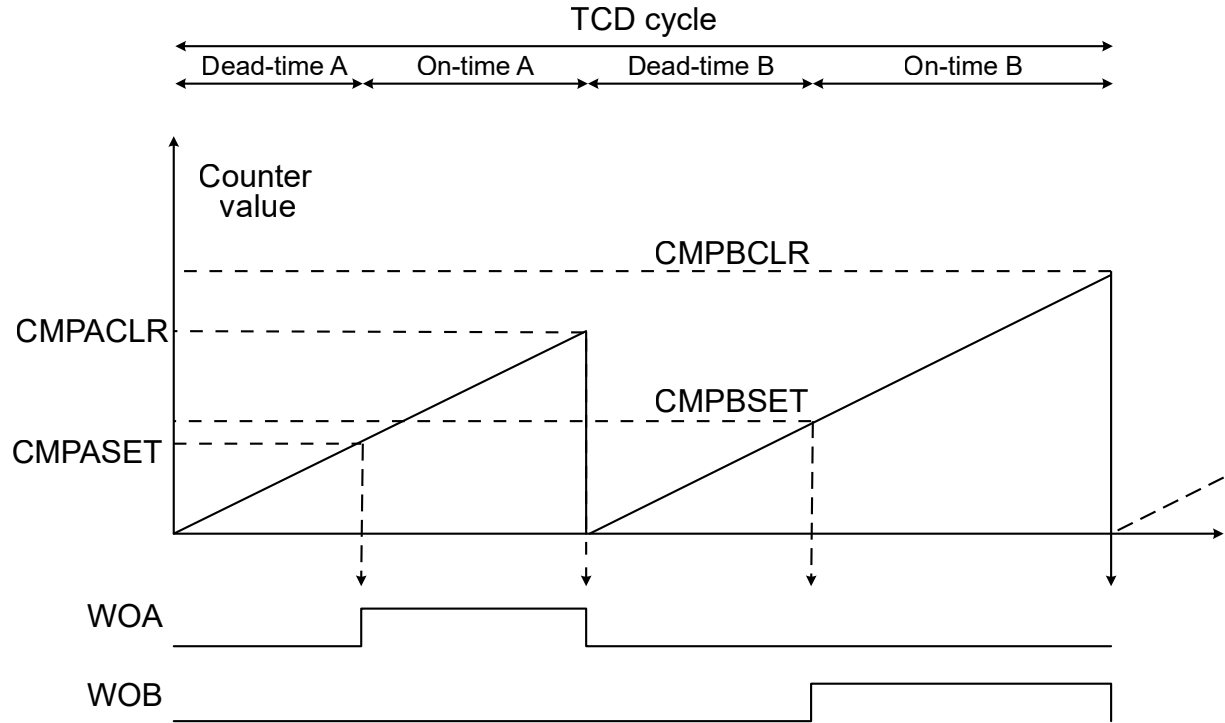 TCD cycle
Dead-time A
On-time A
Dead-time B
On-time B
Counter
value
CMPBCLR
CMPACLR
CMPBSET
CMPASET
WOA
WOB